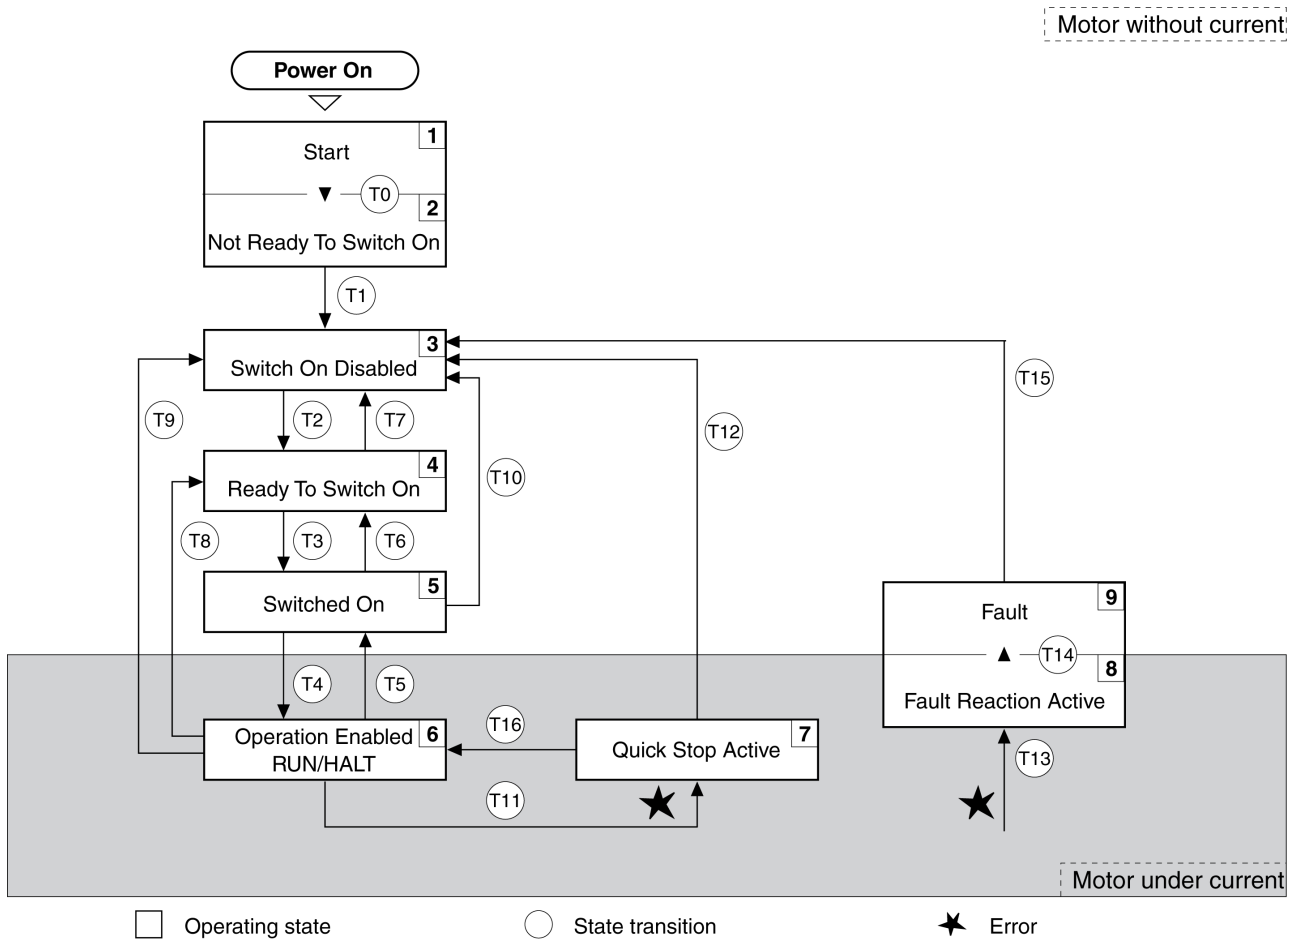 Motor without current
Power On
1
Start
T0
2
Not Ready To Switch On
T1
3
Switch On Disabled
T15
T9
T2
T7
T12
4
Ready To Switch On
T10
T8
T3
T6
5
Switched On
9
Fault
T14
8
Fault Reaction Active
T4
T5
Operation Enabled
RUN/HALT
6
T16
7
Quick Stop Active
T13
T11
Motor under current
Operating state
State transition
Error